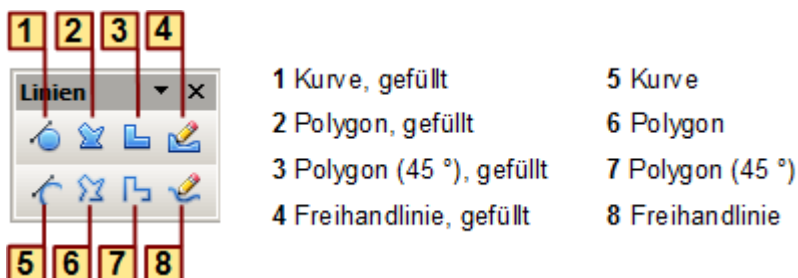 1 2 3 4
Linien
1 Kurve, gefüllt
2 Polygon, gefüllt
3 Polygon (45 °), gefüllt
4 Freihandlinie, gefüllt
5 Kurve
6 Polygon
7 Polygon (45 °)
8 Freihandlinie
5 6 7 8